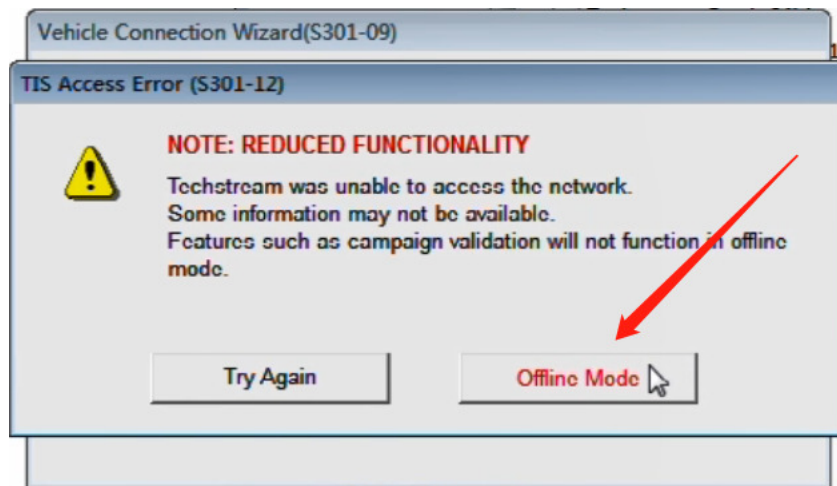 Vehicle Connection Wizard(S301-09)
TIS Access Error (S301-12)
NOTE: REDUCED FUNCTIONALITY
Techstream was unable to access the network.
Some information may not be available.
Features such as campaign validation will not function in offline
mode.
Try Again
Offline Mode